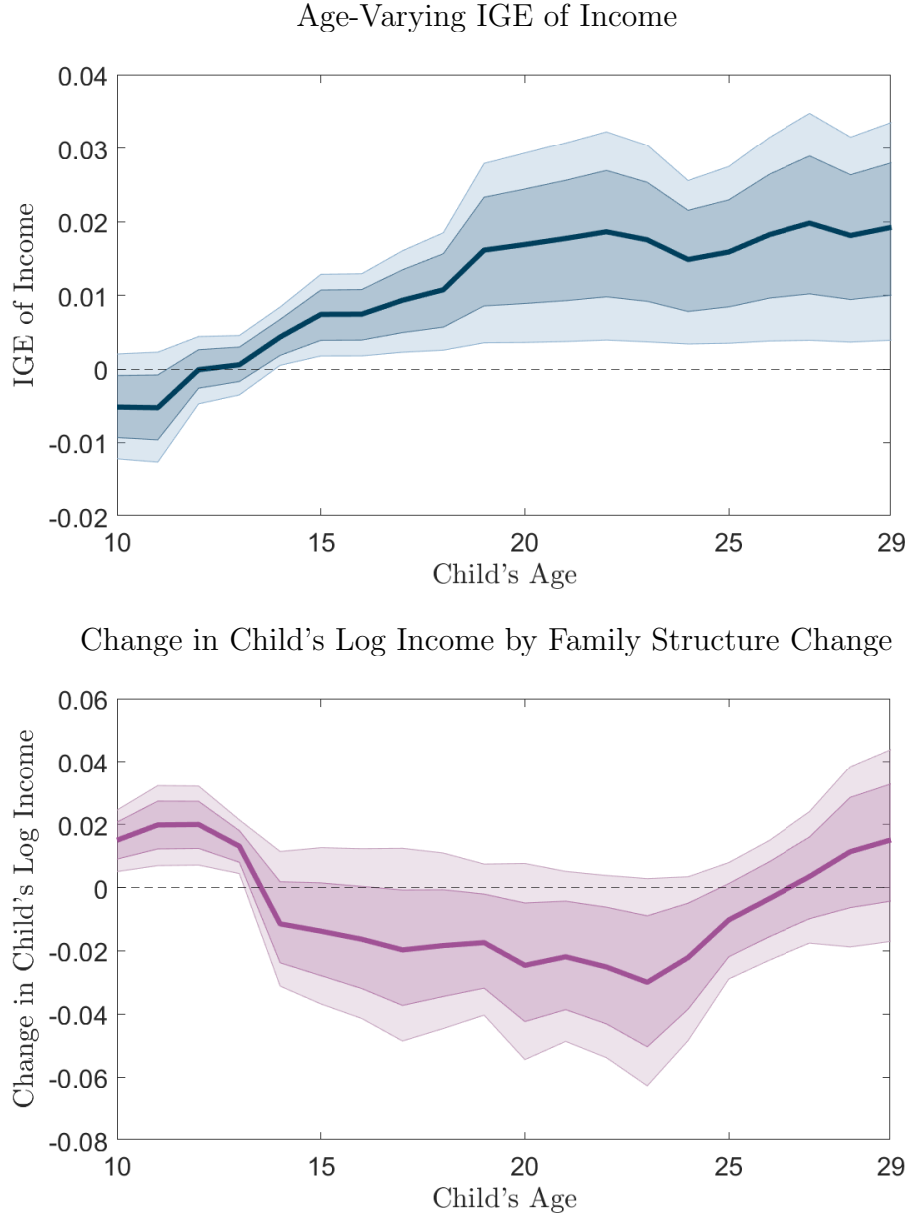 Age-Varying IGE of Income
0.04
0.03
0.02
0.01
0
-0.01
-0.02
IGE of Income
10 15 20 25 29
Child's Age
Change in Child's Log Income by Family Structure Change
0.06
0.04
0.02
0
-0.02
-0.04
-0.06
-0.08
Change in Child's Log Income
10 15 20 25 29
Child's Age